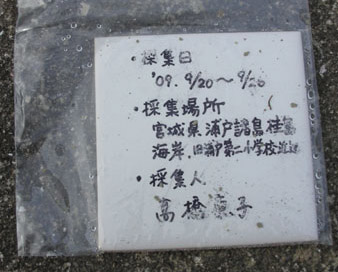 ・採集日
'09. 9/20～9/26
・採集場所
宮城県浦戸諸島桂島
海岸、旧浦戸第二小学校近辺
・採集人
高橋 子